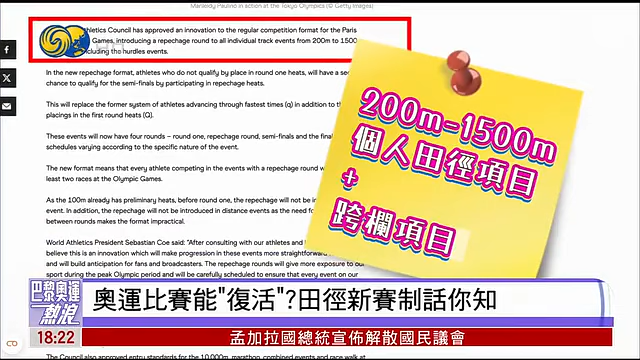 Marileidy Paulino in action at the Tokyo Olympics (© Getty Images)
thletics Council has approved an innovation to the regular competition format for the Paris
Games, introducing a repechage round to all individual track events from 200m to 1500
cluding the hurdles events.
In the new repechage format, athletes who do not qualify by place in round one heats, will have a sec
chance to qualify for the semi-finals by participating in repechage heats.
This will replace the former system of athletes advancing through fastest times (q) in addition to th
placings in the first round heats (Q).
These events will now have four rounds – round one, repechage round, semi-finals and the final
schedules varying according to the specific nature of the event.
The new format means that every athlete competing in the events with a repechage round w
least two races at the Olympic Games.
As the 100m already has preliminary heats, before round one, the repechage will not be in
event. In addition, the repechage will not be introduced in distance events as the need fo
between rounds makes the format impractical.
World Athletics President Sebastian Coe said: "After consulting with our athletes and
believe this is an innovation which will make progression in these events more straightforw
and will build anticipation for fans and broadcasters. The repechage rounds will give more exposure to our
sport during the peak Olympic period and will be carefully scheduled to ensure that every event on our
200m-1500m
個人田徑項目
+
跨欄項目
巴黎奧運
熱浪
奧運比賽能"復活"?田徑新賽制話你知
18:22
孟加拉國總統宣佈解散國民議會
The Council also approved entry standards for the 10,000m, marathon, combined events and race walk at